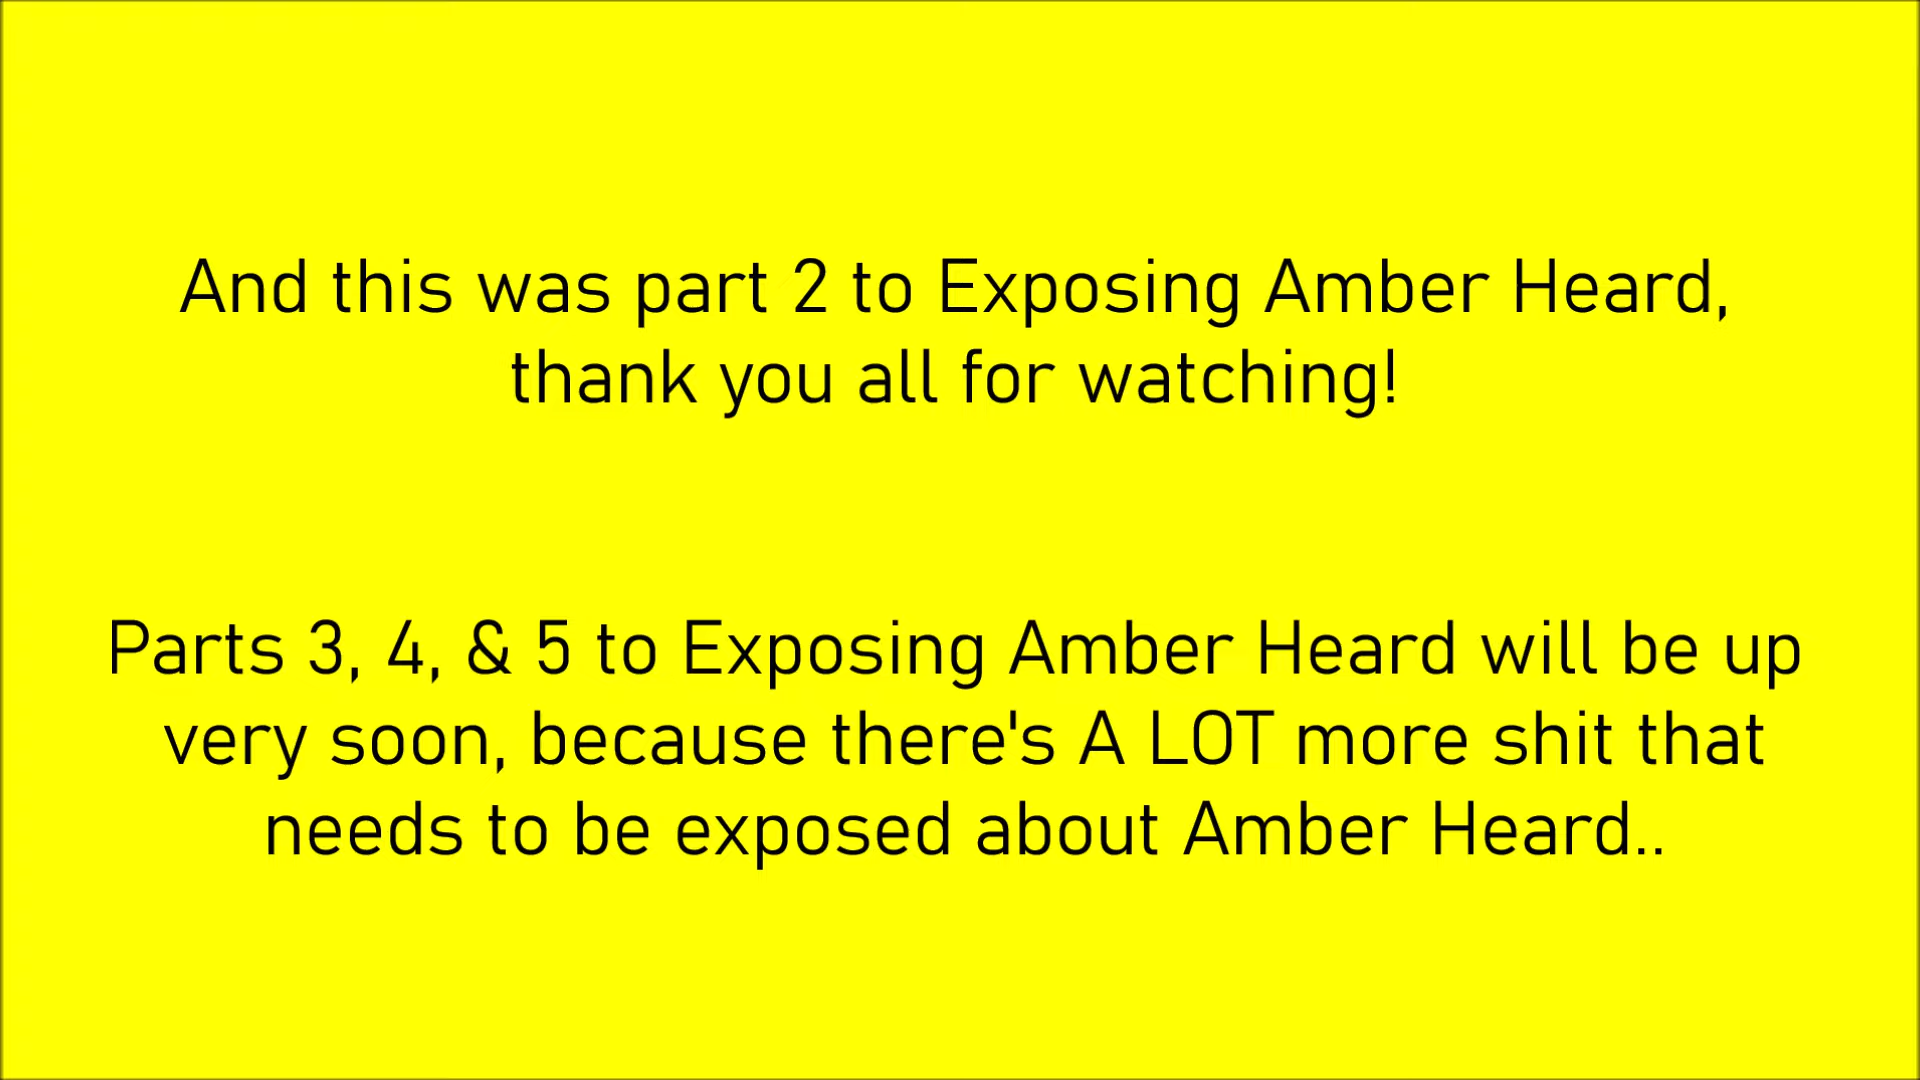 And this was part 2 to Exposing Amber Heard,
thank you all for watching!
Parts 3, 4, & 5 to Exposing Amber Heard will be up
very soon, because there's A LOT more shit that
needs to be exposed about Amber Heard..